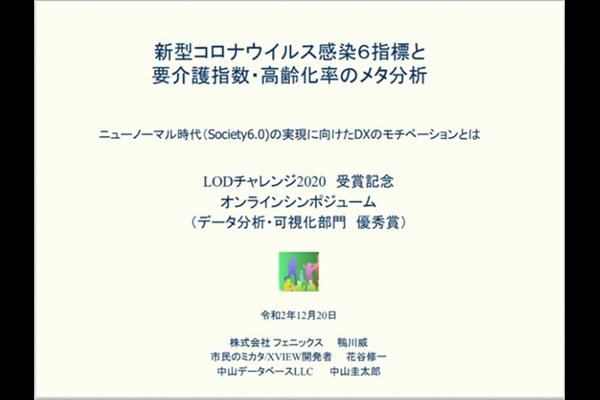 新型コロナウイルス感染6指標と
要介護指数・高齢化率のメタ分析
ニューノーマル時代(Society6.0)の実現に向けたDXのモチベーションとは
LODチャレンジ2020　受賞記念
オンラインシンポジューム
（データ分析・可視化部門　優秀賞）
令和2年12月20日
株式会社 フェニックス　鴨川威
市民のミカタ/XVIEW開発者　花谷修一
中山データベースLLC　中山圭太郎